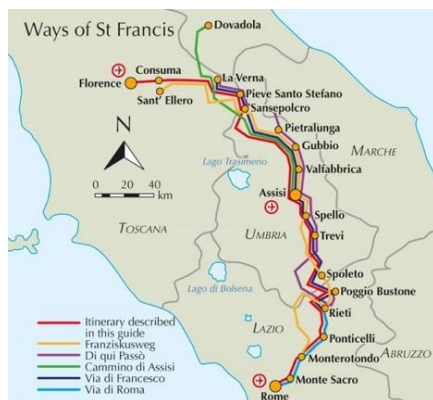 Ways of St Francis
Dovadola
Consuma
Florence
Sant' Ellero
La Verna
Pieve Santo Stefano
Sansepolcro
N
Pietralunga
Gubbio
MARCHE
Lago Trasimeno
Valfabbrica
0 40
km
Assisi
TOSCANA
Spello
UMBRIA
Trevi
Spoleto
Lago di Bolsena
Poggio Bustone
Rieti
LAZIO
Ponticelli
ABRUZZO
Monterotondo
Monte Sacro
Rome
Itinerary described
in this guide
Franziskusweg
Di qui Passò
Cammino di Assisi
Via di Francesco
Via di Roma